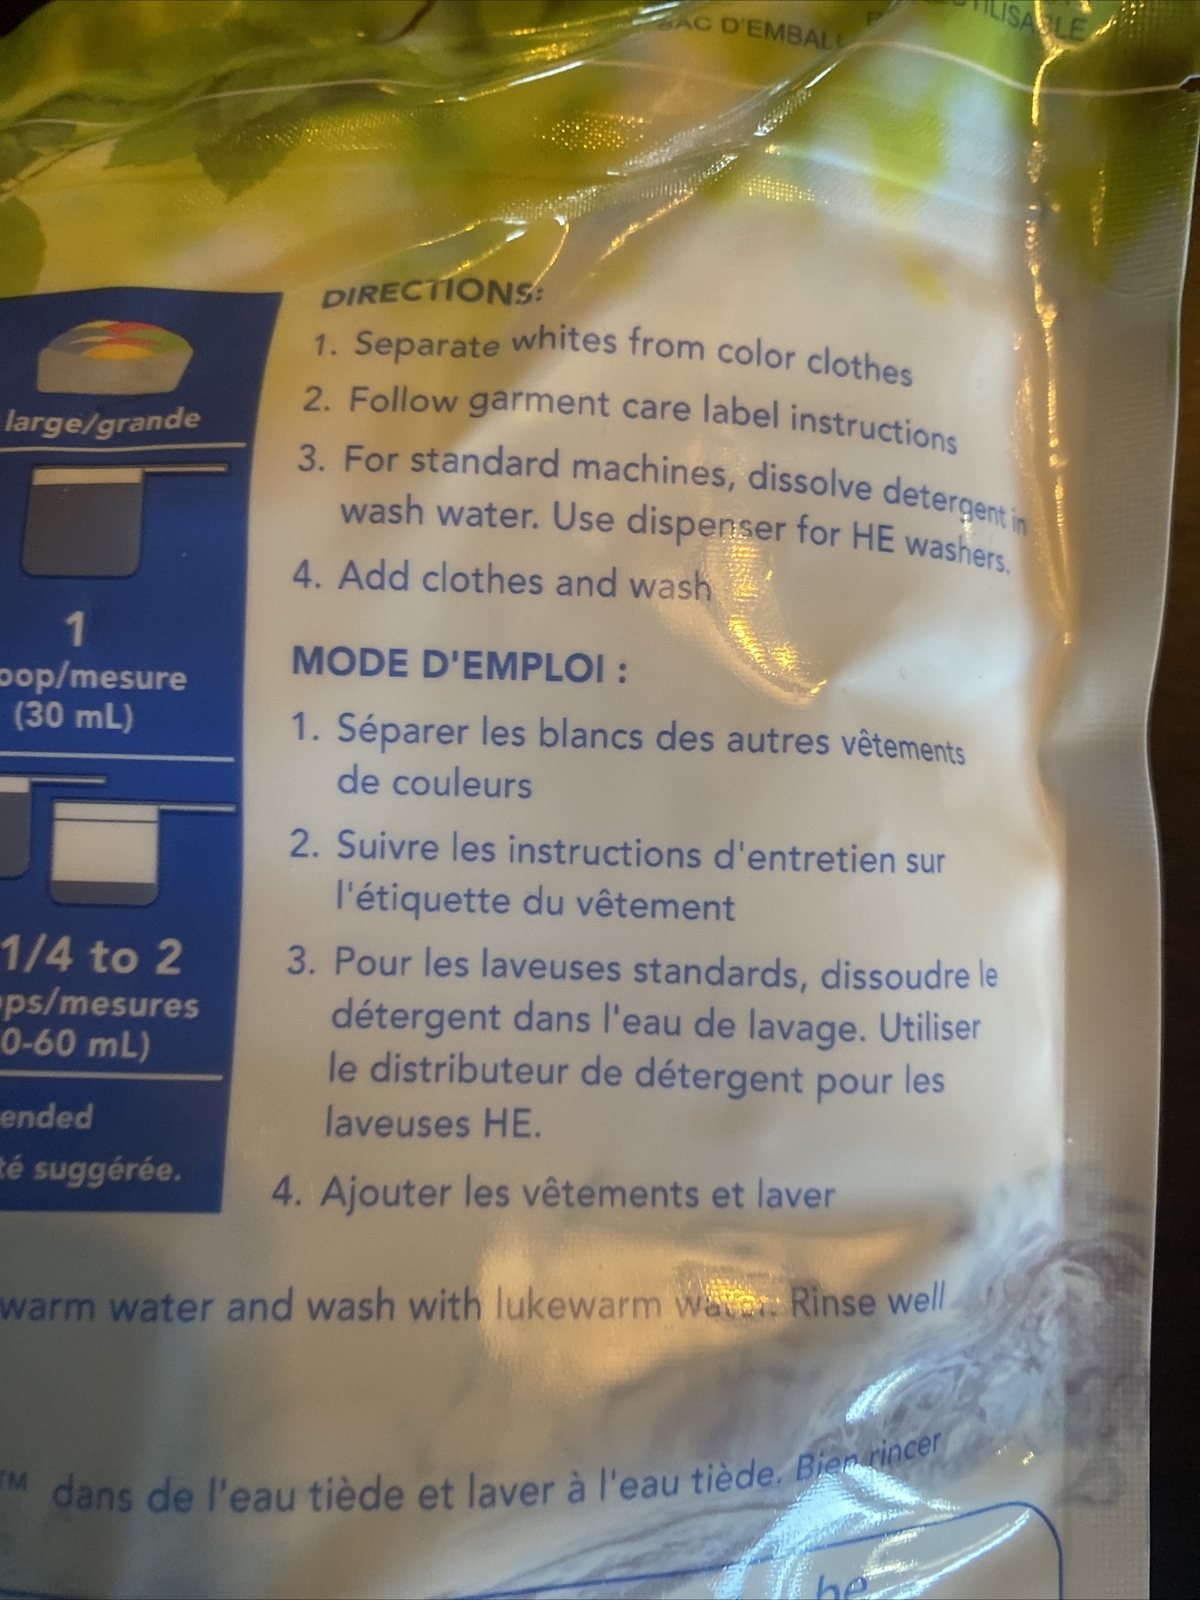 SAC D'EMBAL
DIRECTIONS:
1. Separate whites from color clothes
2. Follow garment care label instructions
3. For standard machines, dissolve detergent in
wash water. Use dispenser for HE washers.
4. Add clothes and wash
MODE D'EMPLOI :
1. Séparer les blancs des autres vêtements
de couleurs
2. Suivre les instructions d'entretien sur
l'étiquette du vêtement
3. Pour les laveuses standards, dissoudre le
détergent dans l'eau de lavage. Utiliser
le distributeur de détergent pour les
laveuses HE.
4. Ajouter les vêtements et laver
large/grande
1
oop/mesure
(30 mL)
1/4 to 2
ps/mesures
0-60 mL)
ended
té suggérée.
warm water and wash with lukewarm water. Rinse well
TM dans de l'eau tiède et laver à l'eau tiède. Bien rincer
he